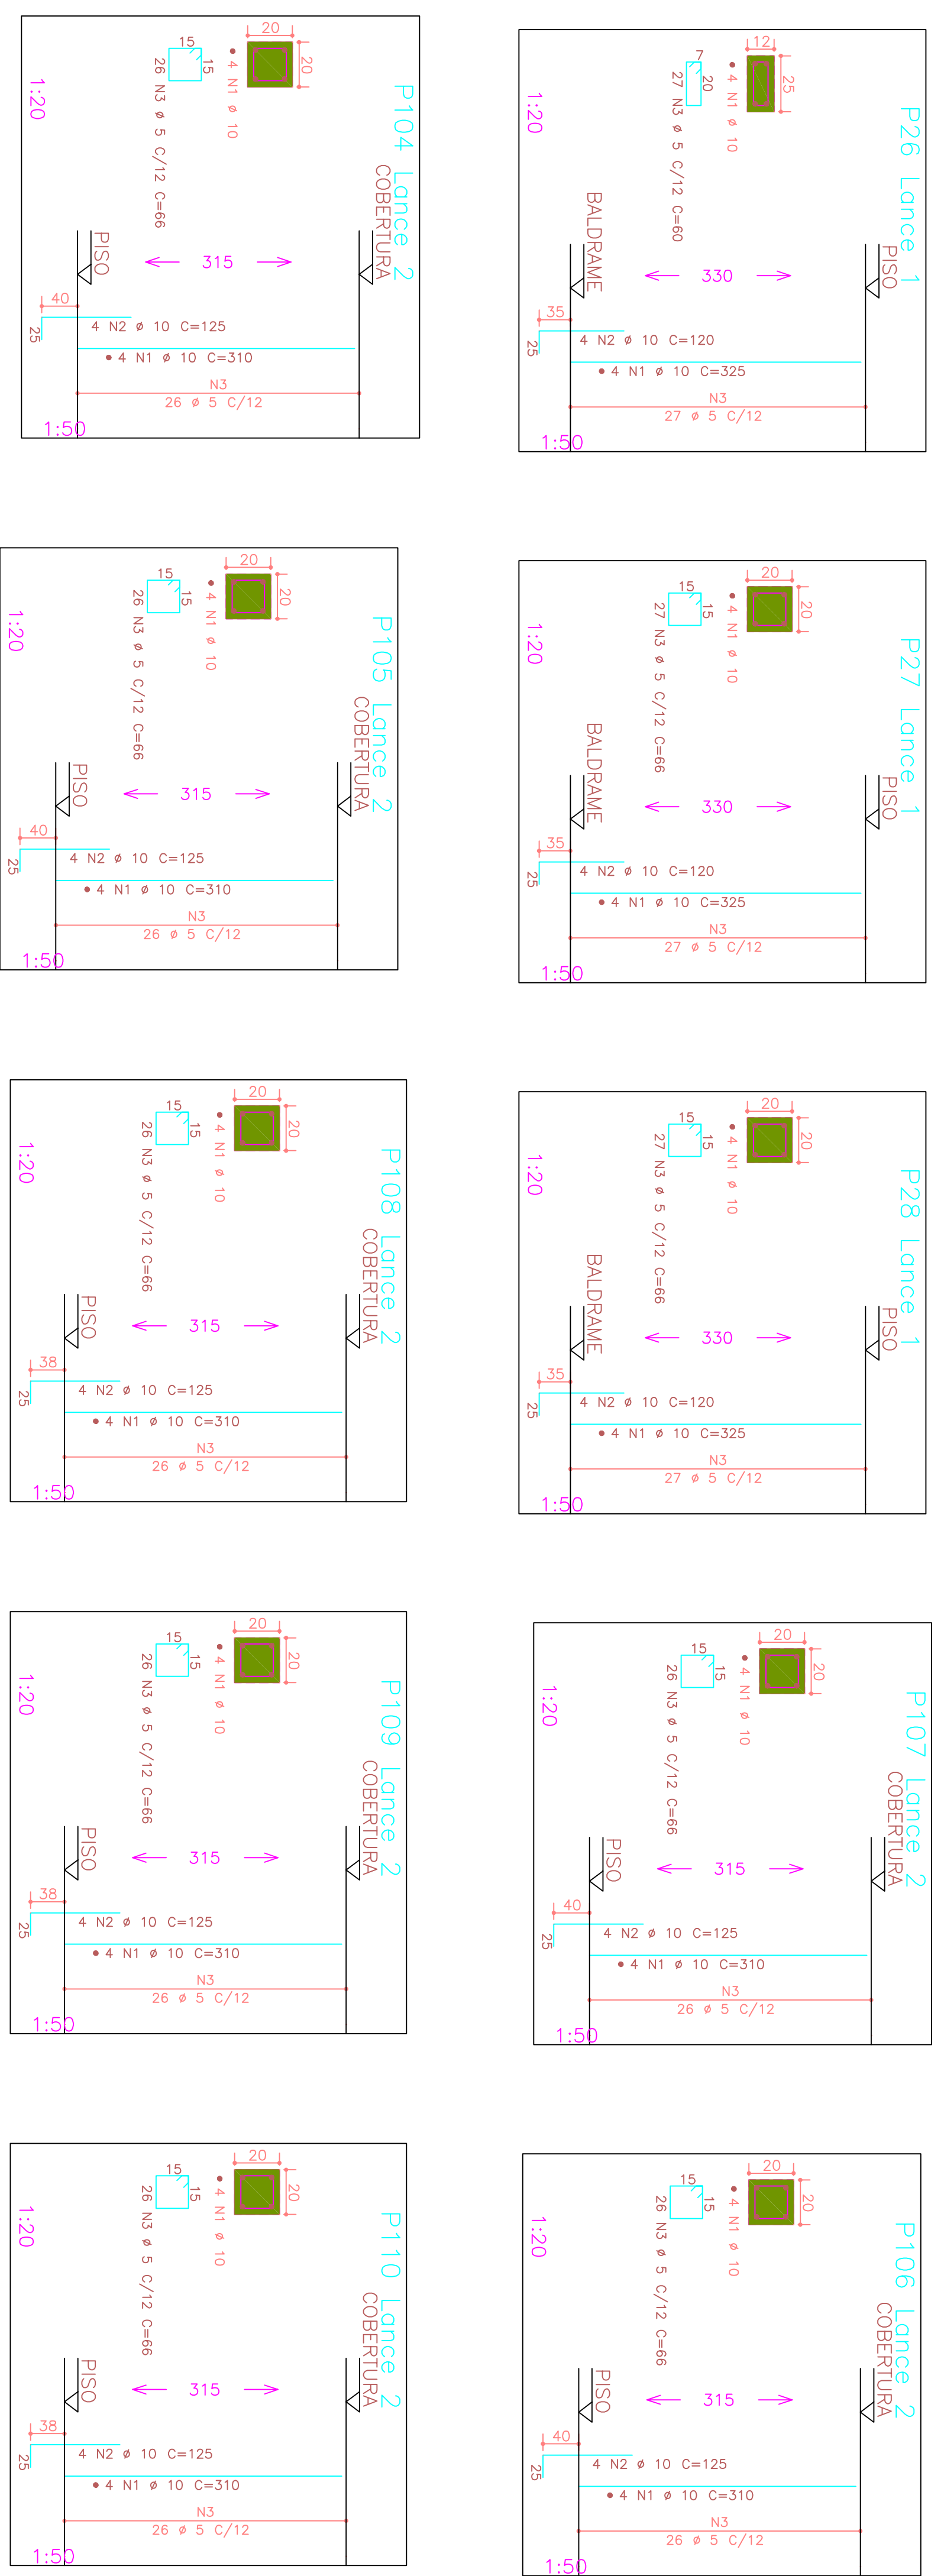 P104 Lance 2
COBERTURA
20
20
4 N1 ø 10
15
15
26 N3 ø 5 C/12 C=66
315
PISO
40
25
4 N2 ø 10 C=125
4 N1 ø 10 C=310
N3
26 ø 5 C/12
1:20
1:50
P26 Lance 1
PISO
12
25
4 N1 ø 10
7
20
27 N3 ø 5 C/12 C=60
330
BALDRAME
35
25
4 N2 ø 10 C=120
4 N1 ø 10 C=325
N3
27 ø 5 C/12
1:20
1:50
P105 Lance 2
COBERTURA
20
20
4 N1 ø 10
15
15
26 N3 ø 5 C/12 C=66
315
PISO
40
25
4 N2 ø 10 C=125
4 N1 ø 10 C=310
N3
26 ø 5 C/12
1:20
1:50
P27 Lance 1
PISO
20
20
4 N1 ø 10
15
15
27 N3 ø 5 C/12 C=66
330
BALDRAME
35
25
4 N2 ø 10 C=120
4 N1 ø 10 C=325
N3
27 ø 5 C/12
1:20
1:50
P108 Lance 2
COBERTURA
20
20
4 N1 ø 10
15
15
26 N3 ø 5 C/12 C=66
315
PISO
38
25
4 N2 ø 10 C=125
4 N1 ø 10 C=310
N3
26 ø 5 C/12
1:20
1:50
P28 Lance 1
PISO
20
20
4 N1 ø 10
15
15
27 N3 ø 5 C/12 C=66
330
BALDRAME
35
25
4 N2 ø 10 C=120
4 N1 ø 10 C=325
N3
27 ø 5 C/12
1:20
1:50
P109 Lance 2
COBERTURA
20
20
4 N1 ø 10
15
15
26 N3 ø 5 C/12 C=66
315
PISO
38
25
4 N2 ø 10 C=125
4 N1 ø 10 C=310
N3
26 ø 5 C/12
1:20
1:50
P107 Lance 2
COBERTURA
20
20
4 N1 ø 10
15
15
26 N3 ø 5 C/12 C=66
315
PISO
40
25
4 N2 ø 10 C=125
4 N1 ø 10 C=310
N3
26 ø 5 C/12
1:20
1:50
P110 Lance 2
COBERTURA
20
20
4 N1 ø 10
15
15
26 N3 ø 5 C/12 C=66
315
PISO
38
25
4 N2 ø 10 C=125
4 N1 ø 10 C=310
N3
26 ø 5 C/12
1:20
1:50
P106 Lance 2
COBERTURA
20
20
4 N1 ø 10
15
15
26 N3 ø 5 C/12 C=66
315
PISO
40
25
4 N2 ø 10 C=125
4 N1 ø 10 C=310
N3
26 ø 5 C/12
1:20
1:50